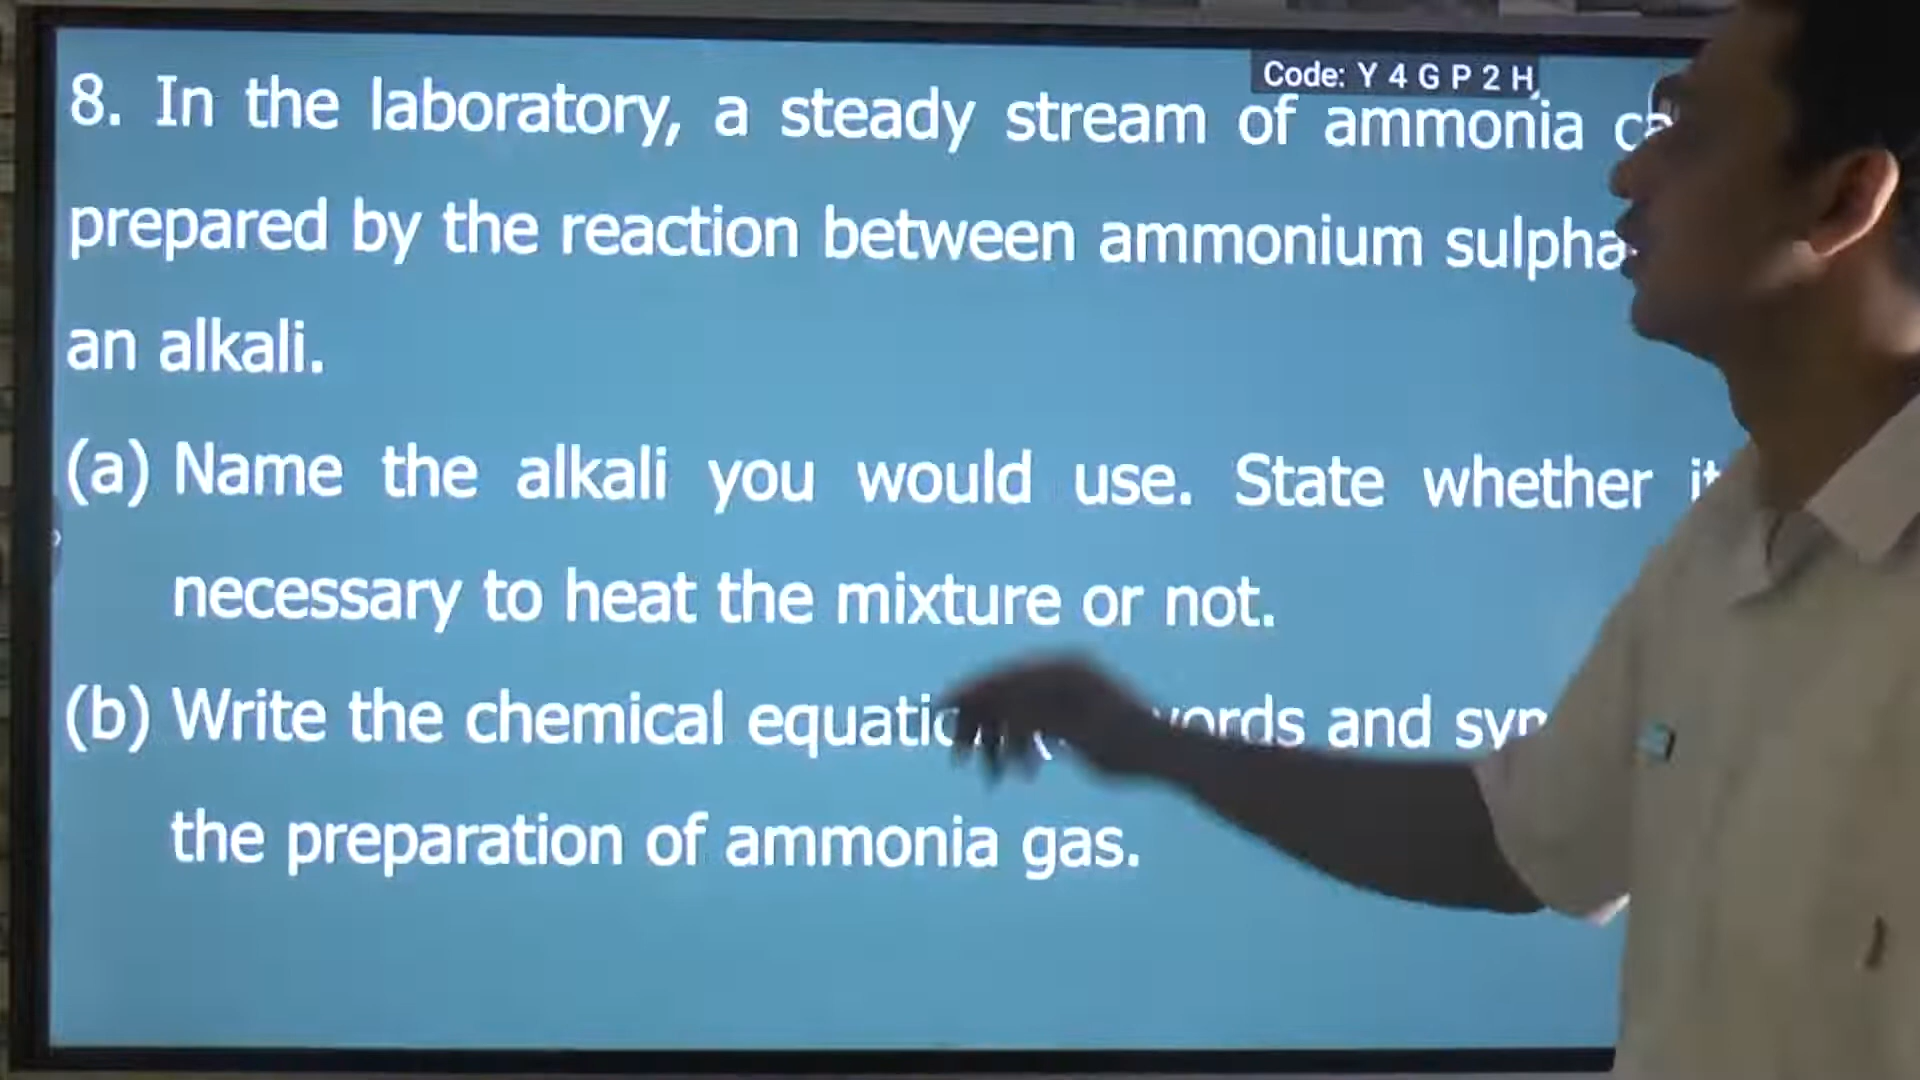 Code: Y 4 G P 2 H
8. In the laboratory, a steady stream of ammonia
prepared by the reaction between ammonium
an alkali.
(a) Name the alkali you would use. State whether
necessary to heat the mixture or not.
(b) Write the chemical and
the preparation of ammonia gas.